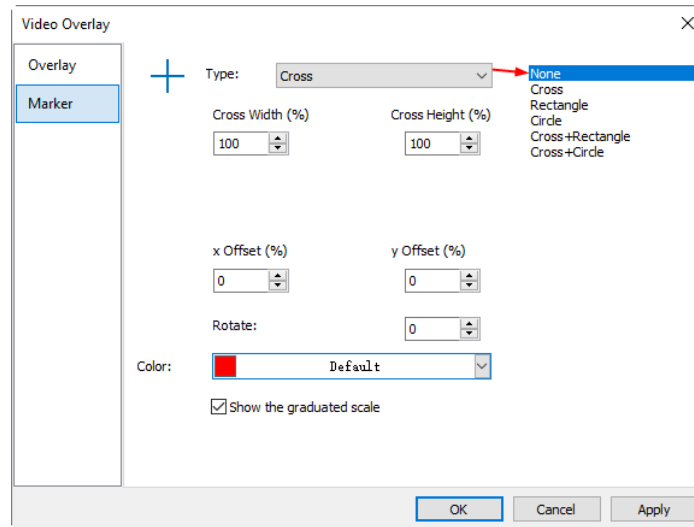 Video Overlay
Overlay
Marker
Type:
Cross
None
Cross
Rectangle
Circle
Cross+Rectangle
Cross+Circle
Cross Width (%)
Cross Height (%)
100
100
x Offset (%)
y Offset (%)
0
0
Rotate:
0
Color:
Default
Show the graduated scale
OK
Cancel
Apply